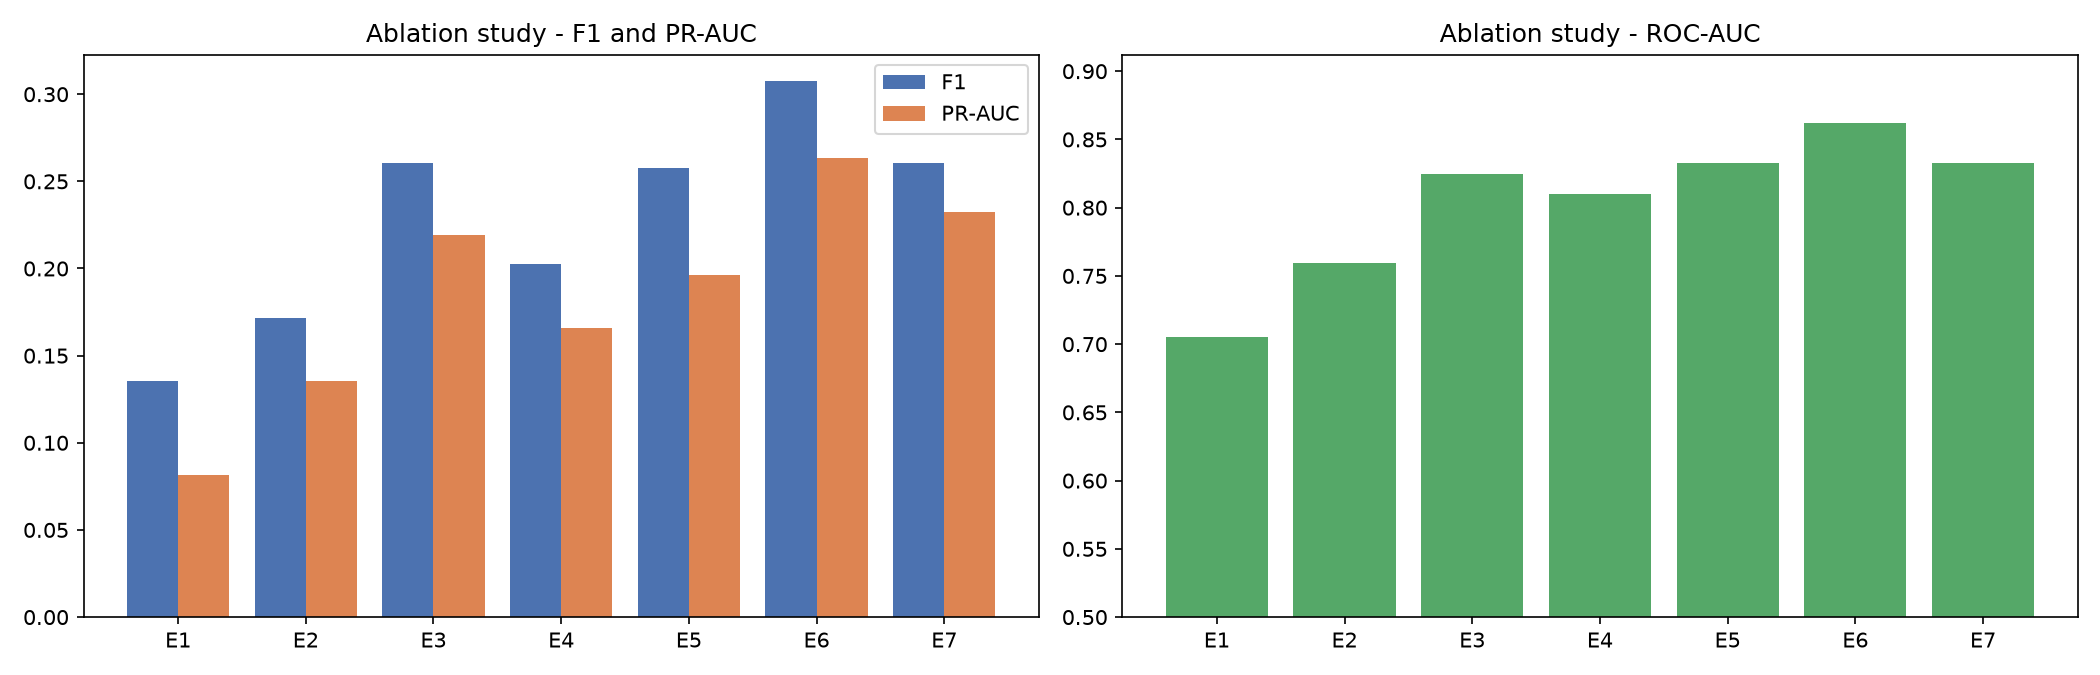 Ablation study - F1 and PR-AUC
F1
PR-AUC
0.30
0.25
0.20
0.15
0.10
0.05
0.00
E1 E2 E3 E4 E5 E6 E7
Ablation study - ROC-AUC
0.90
0.85
0.80
0.75
0.70
0.65
0.60
0.55
0.50
E1 E2 E3 E4 E5 E6 E7